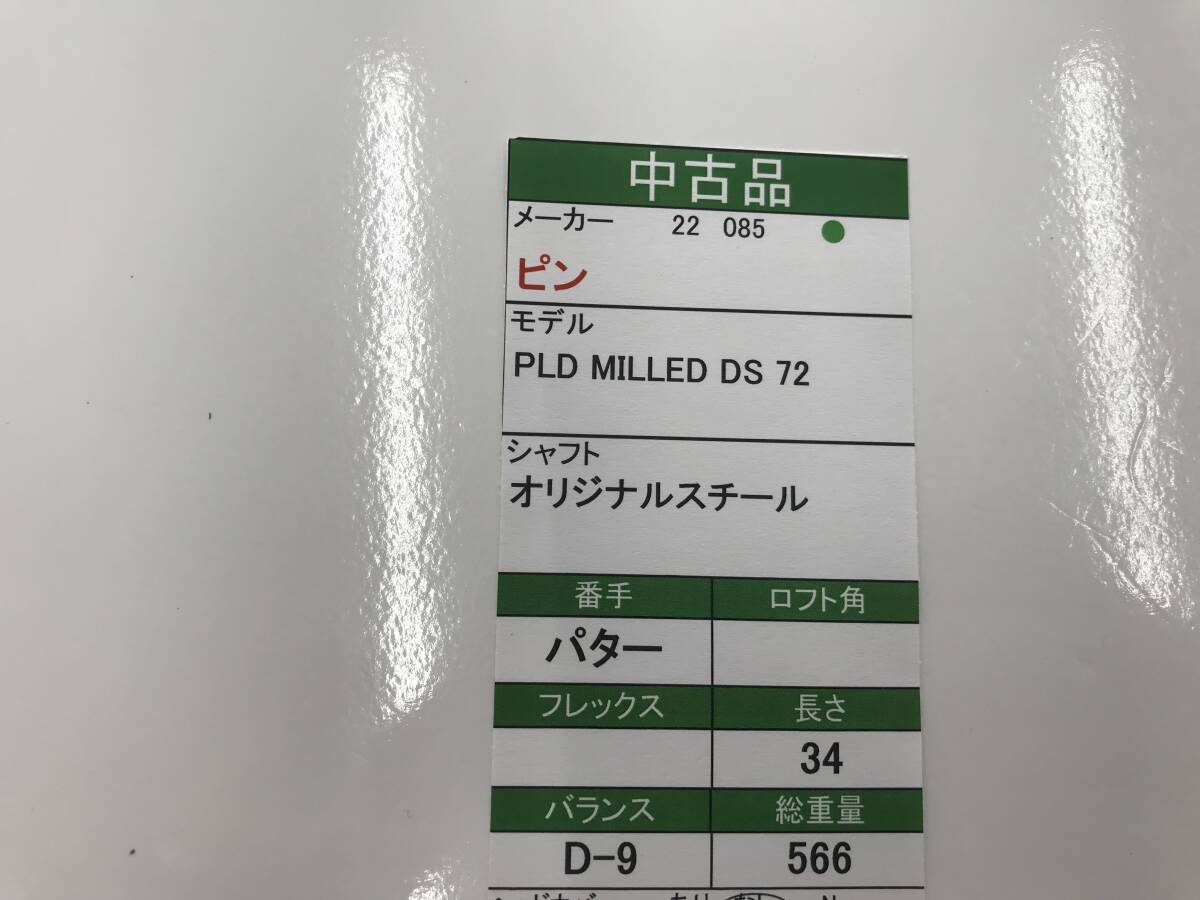 中古品
メーカー 22 085
ピン
モデル
PLD MILLED DS 72
シャフト
オリジナルスチール
番手 ロフト角
パター
フレックス 長さ
34
バランス 総重量
D-9 566